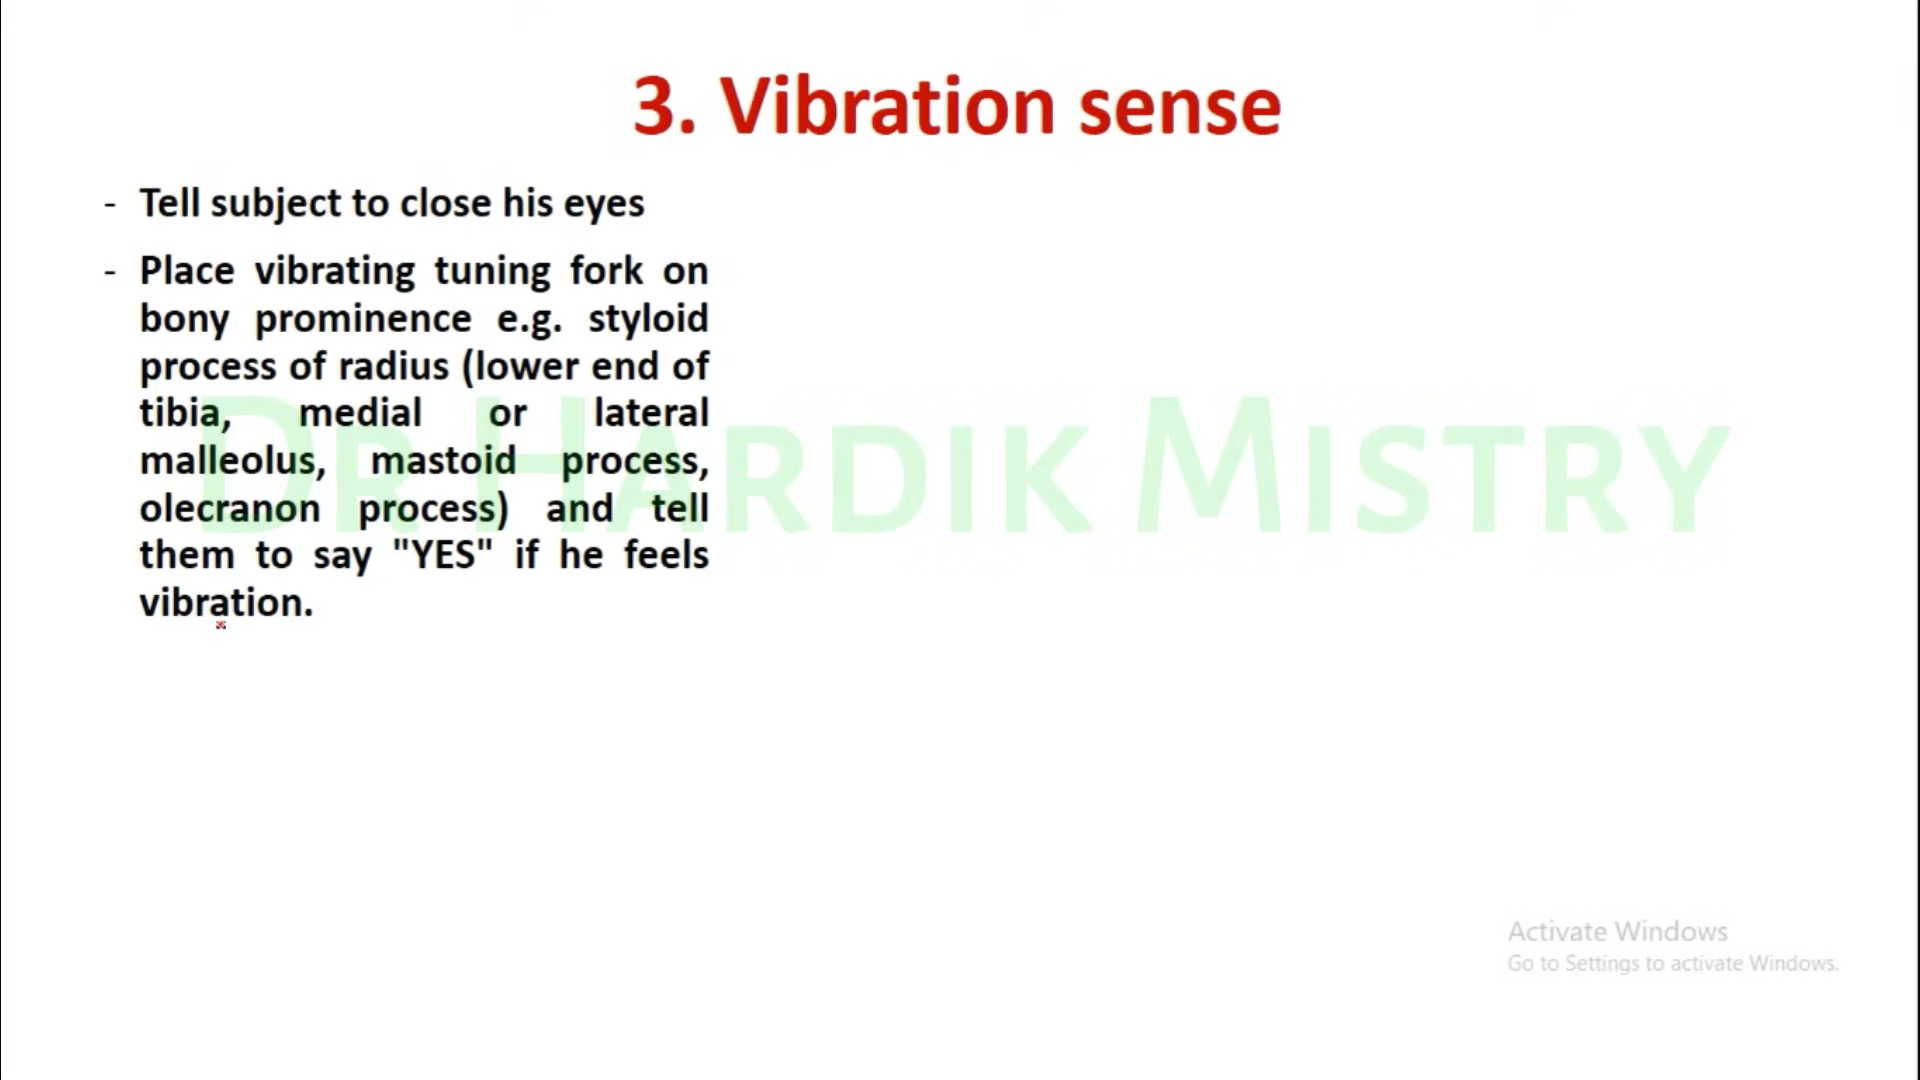 3. Vibration sense
- Tell subject to close his eyes
- Place vibrating tuning fork on
bony prominence e.g. styloid
process of radius (lower end of
tibia, medial or lateral
malleolus, mastoid process,
olecranon process) and tell
them to say "YES" if he feels
vibration.
DR HARDIK MISTRY
Activate Windows
Go to Settings to activate Windows.